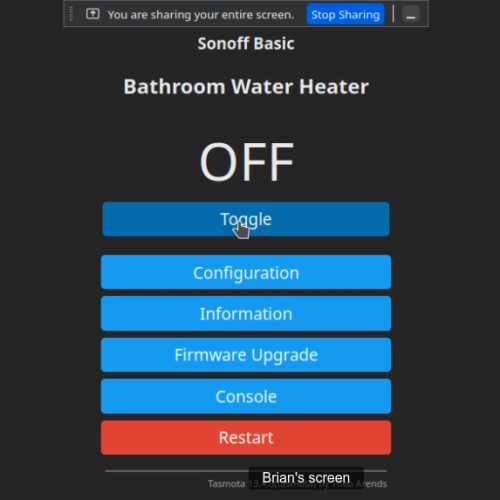 You are sharing your entire screen. Stop Sharing
Sonoff Basic
Bathroom Water Heater
OFF
Toggle
Configuration
Information
Firmware Upgrade
Console
Restart
Tasmota
Brian's screen
Arends